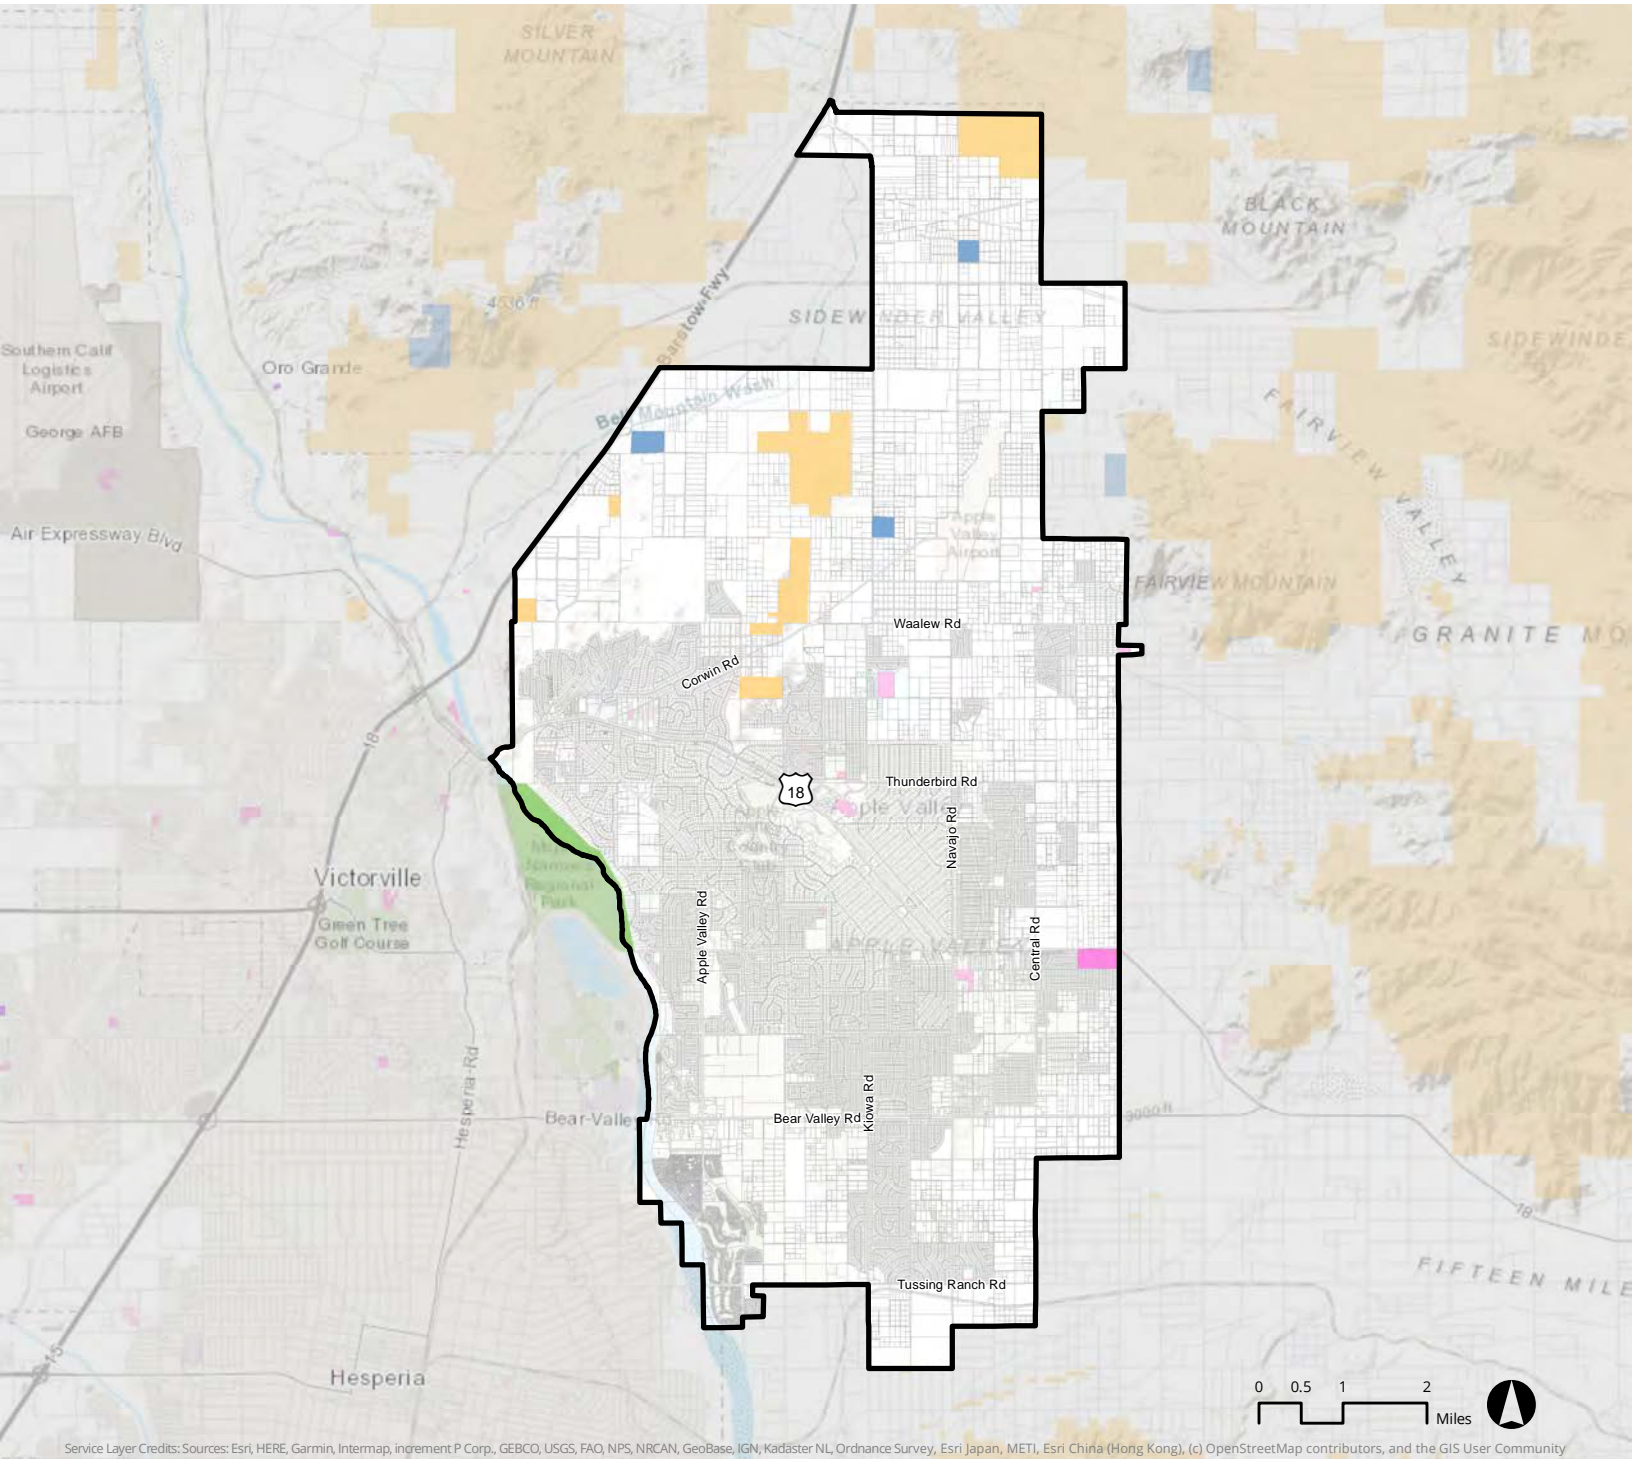 SILVER
MOUNTAIN
BLACK
MOUNTAIN
Barstow-Fwy
4536 ft
SIDEWINDER VALLEY
SIDEWINDE
Southern Calif
Logistics
Airport
Oro Grande
Bell Mountain Wash
FAIRVIEW VALLEY
George AFB
Air Expressway Blvd
Apple
Valley
Airport
FAIRVIEW MOUNTAIN
Waalew Rd
GRANITE MO
Corwin Rd
18
Thunderbird Rd
18
Apple Valle
Navajo Rd
Regional
Park
Victorville
Green Tree
Golf Course
Apple Valley Rd
APPLE VALLEY
Central Rd
Hesperia-Rd
Kiowa Rd
Bear-Valle
Bear Valley Rd
3000 ft
18
FIFTEEN MILE
Tussing Ranch Rd
I-15
Hesperia
0 0.5 1 2
Miles
Service Layer Credits: Sources: Esri, HERE, Garmin, Intermap, increment P Corp., GEBCO, USGS, FAO, NPS, NRCAN, GeoBase, IGN, Kadaster NL, Ordnance Survey, Esri Japan, METI, Esri China (Hong Kong), (c) OpenStreetMap contributors, and the GIS User Community